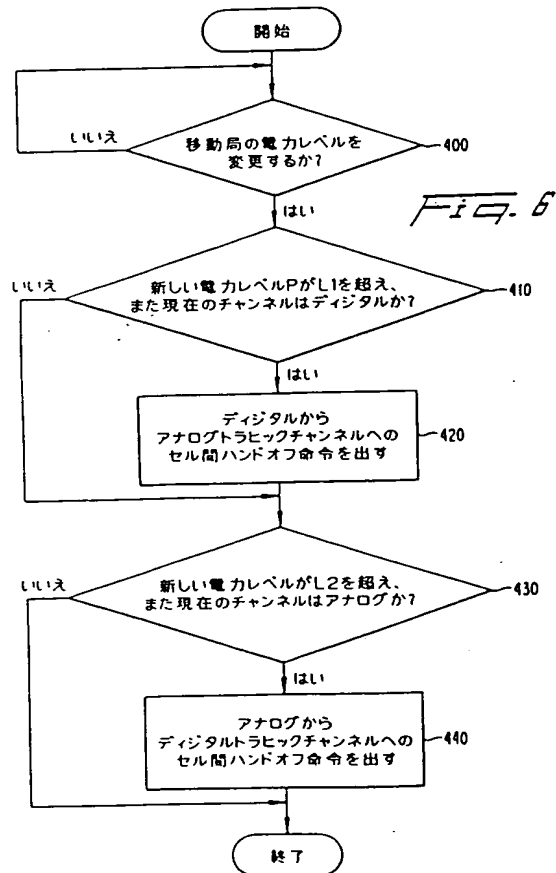 開始
いいえ
移動局の電力レベルを
変更するか?
400
はい
Fig. 6
いいえ
新しい電力レベルPがL1を超え、
また現在のチャンネルはディジタルか?
410
はい
ディジタルから
アナログトラヒックチャンネルへの
セル間ハンドオフ命令を出す
420
いいえ
新しい電力レベルがL2を超え、
また現在のチャンネルはアナログか?
430
はい
アナログから
ディジタルトラヒックチャンネルへの
セル間ハンドオフ命令を出す
440
終了